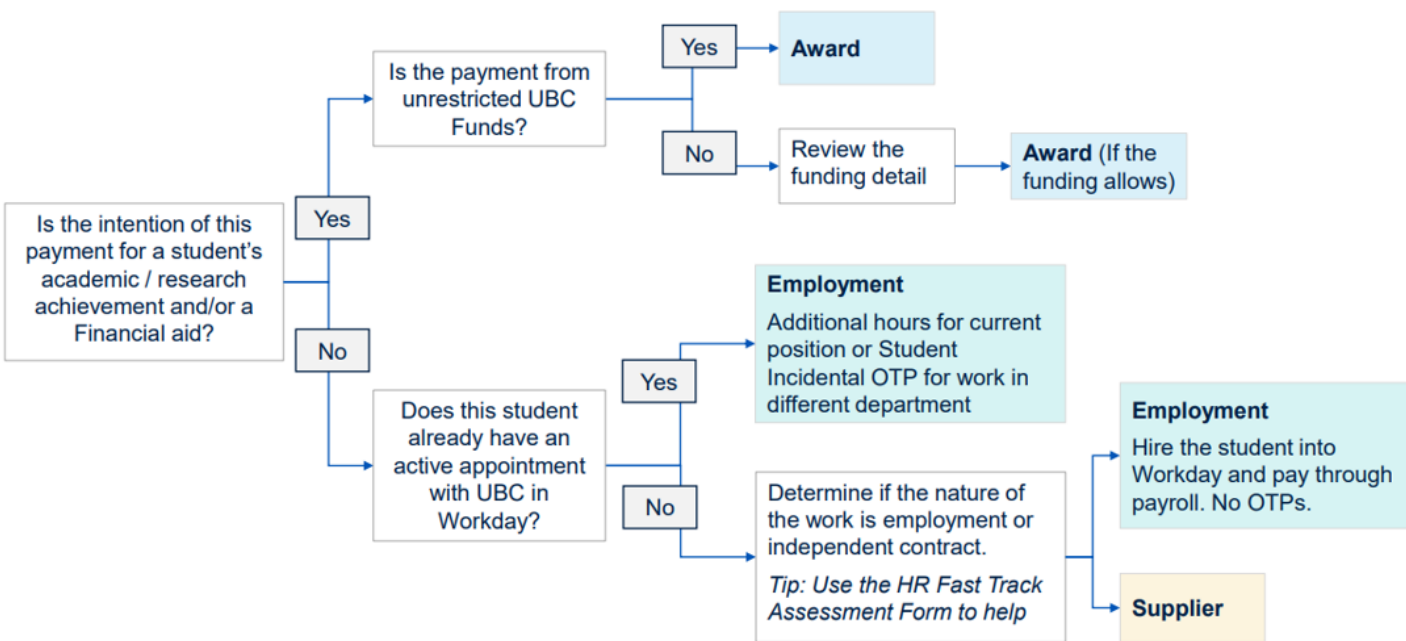 Is the intention of this
payment for a student’s
academic / research
achievement and/or a
Financial aid?
Yes
Is the payment from
unrestricted UBC
Funds?
Yes
Award
No
Review the
funding detail
Award (If the
funding allows)
No
Does this student
already have an
active appointment
with UBC in
Workday?
Yes
Employment
Additional hours for current
position or Student
Incidental OTP for work in
different department
No
Determine if the nature of
the work is employment or
independent contract.
Tip: Use the HR Fast Track
Assessment Form to help
Employment
Hire the student into
Workday and pay through
payroll. No OTPs.
Supplier